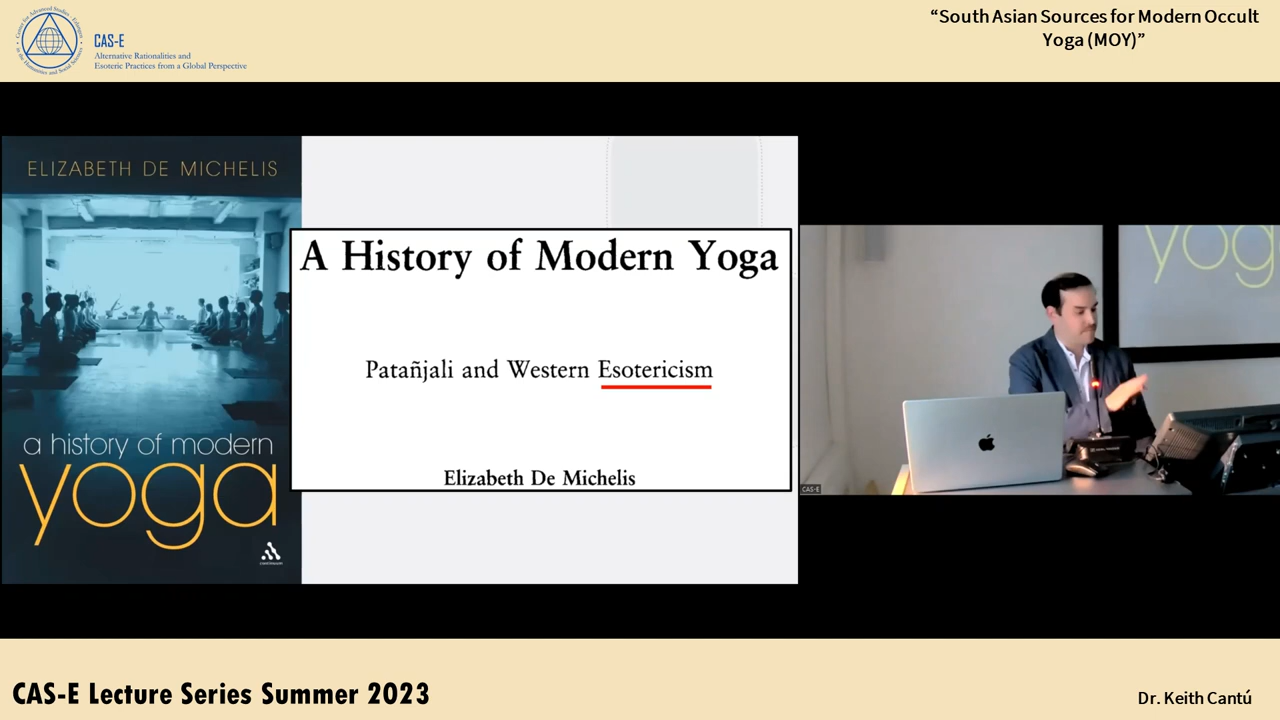 CAS-E
Alternative Rationalities and
Esoteric Practices from a Global Perspective
“South Asian Sources for Modern Occult
Yoga (MOY)”
ELIZABETH DE MICHELIS
a history of modern
yoga
continuum
A History of Modern Yoga
Patañjali and Western Esotericism
Elizabeth De Michelis
yog
CAS-E
CAS-E Lecture Series Summer 2023
Dr. Keith Cantú